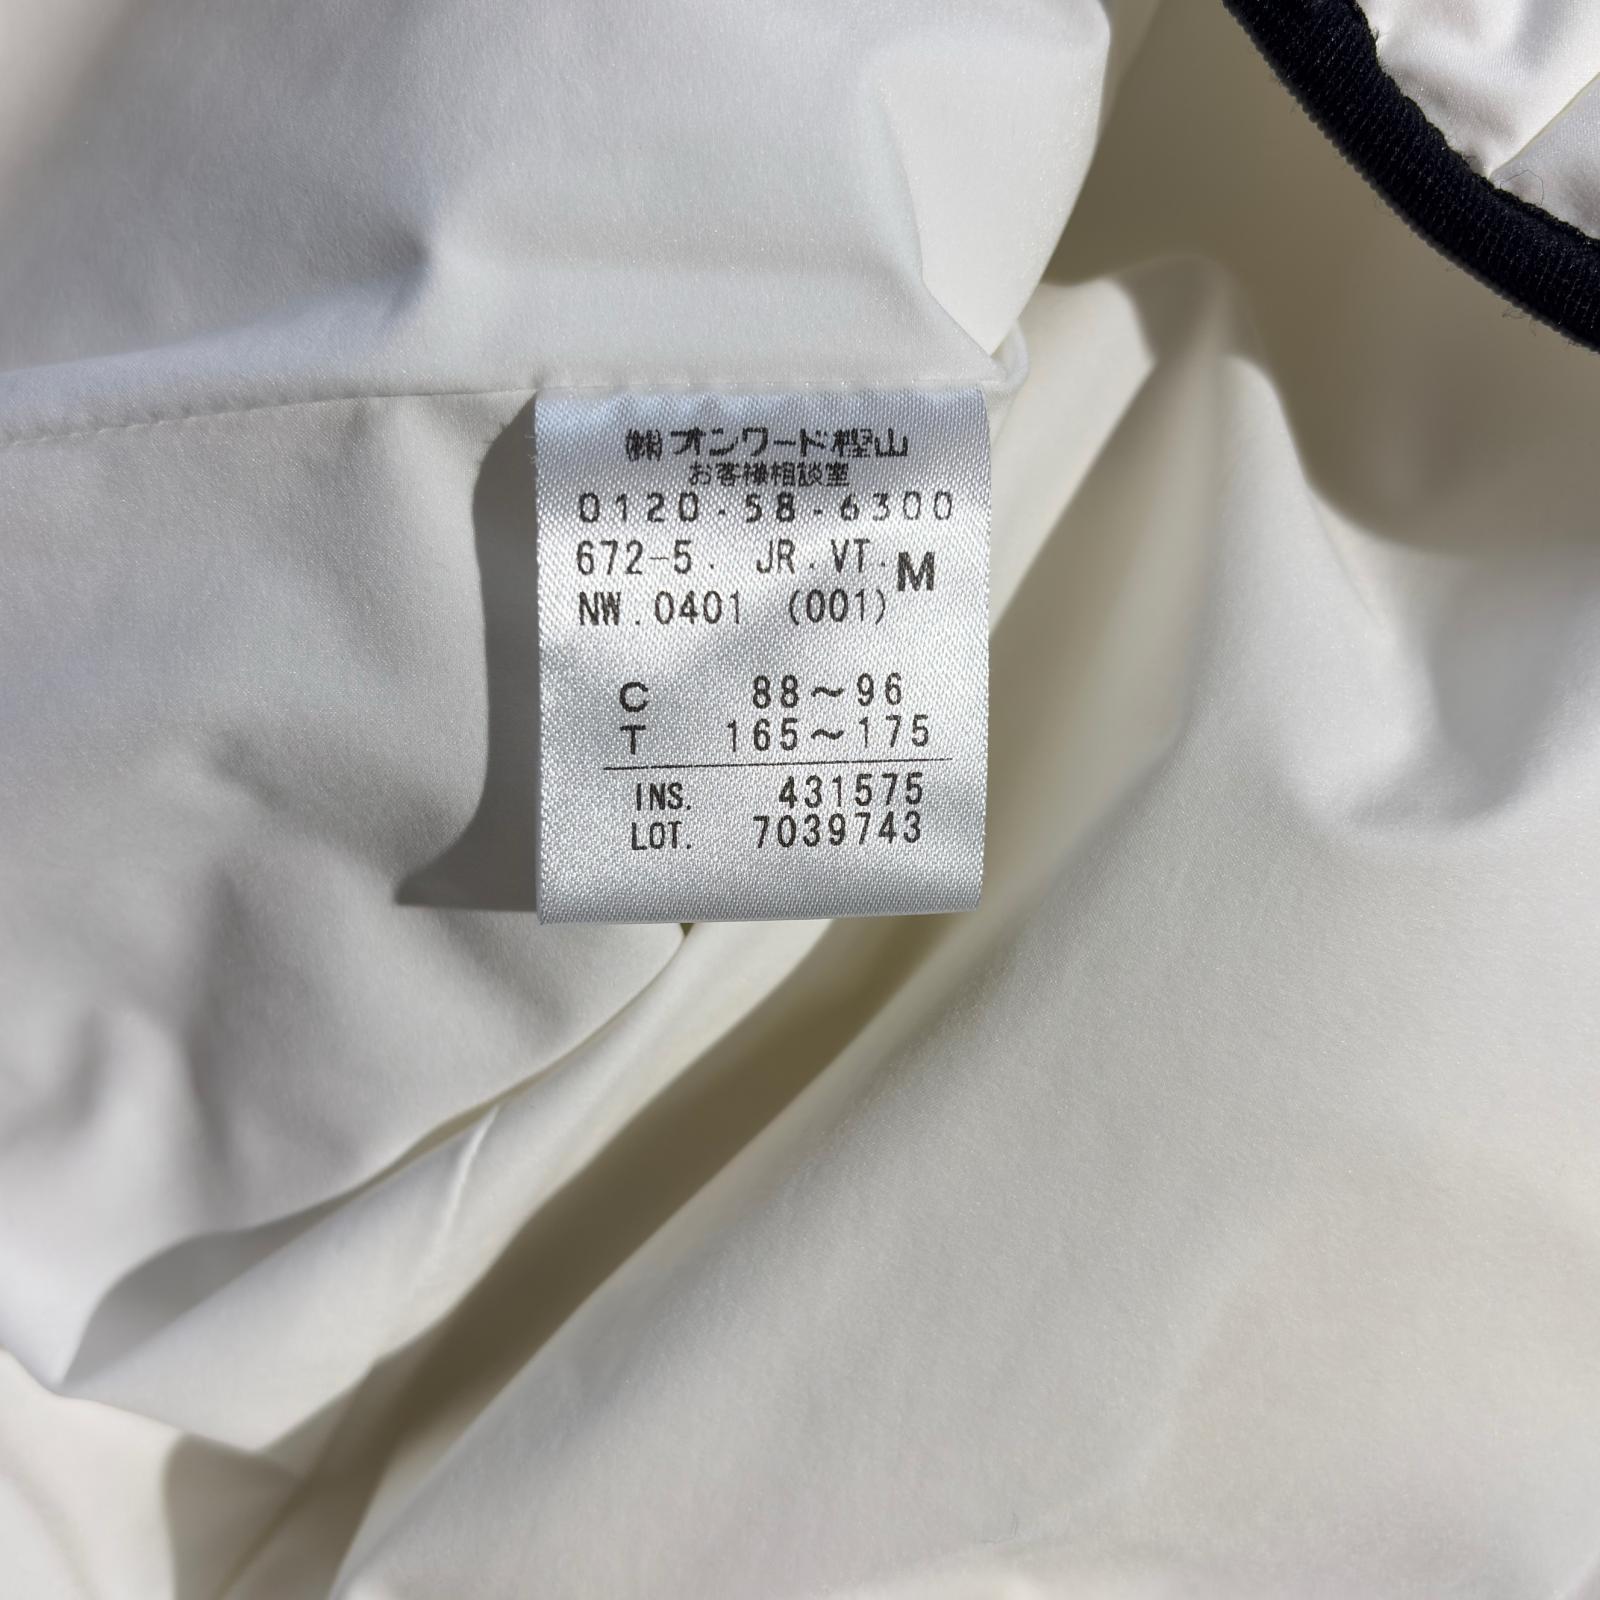 ㈱オンワード樫山
お客様相談室
0120・58・6300
672-5. JR.VT. M
NW.0401 (001)
C 88～96
T 165～175
INS. 431575
LOT. 7039743